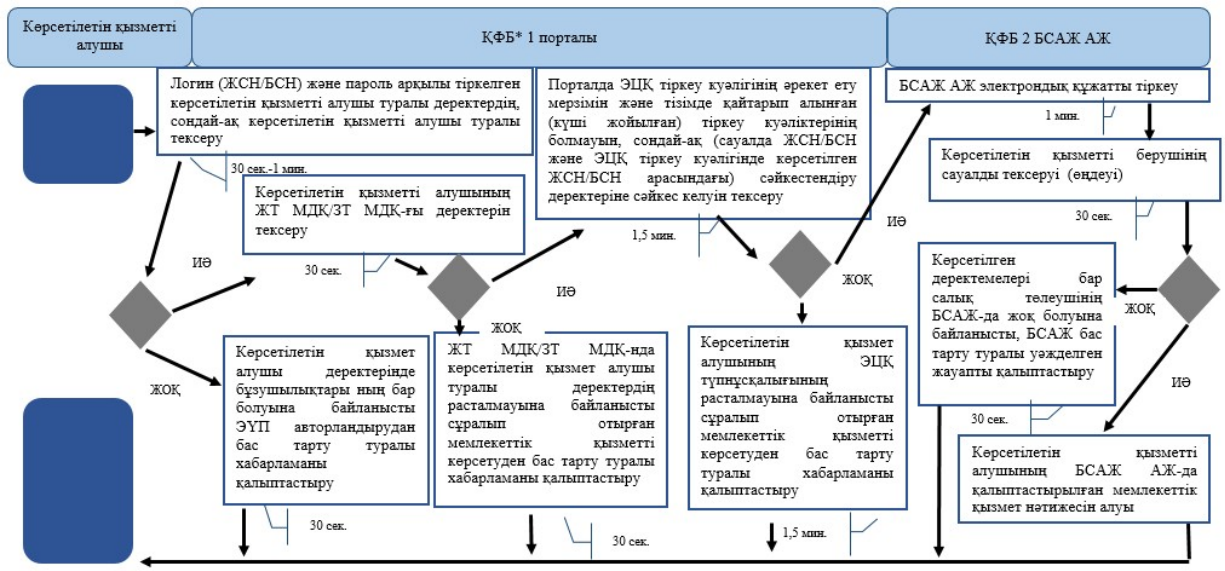 Көрсетілетін қызметті
алушы
ҚФБ* 1 порталы
ҚФБ 2 БСАЖ АЖ
Логин (ЖСН/БСН) және пароль арқылы тіркелген
көрсетілетін қызметті алушы туралы деректердің,
сондай-ақ көрсетілетін қызметті алушы туралы
тексеру
30 сек.-1 мин.
Көрсетілетін қызметті алушының
ЖТ МДҚ/ЗТ МДҚ-ғы деректерін
тексеру
30 сек.
Порталда ЭЦҚ тіркеу куәлігінің әрекет ету
мерзімін және тізімде қайтарып алынған
(күші жойылған) тіркеу куәліктерінің
болмауын, сондай-ақ (сауалда ЖСН/БСН
және ЭЦҚ тіркеу куәлігінде көрсетілген
ЖСН/БСН арасындағы) сәйкестендіру
деректеріне сәйкес келуін тексеру
1,5 мин.
БСАЖ АЖ электрондық құжатты тіркеу
1 мин.
Көрсетілетін қызметті берушінің
сауалды тексеруі (өңдеуі)
30 сек.
ИӘ
ЖОҚ
ИӘ
ЖОҚ
ИӘ
ЖОҚ
ЖОҚ
ИӘ
Көрсетілетін қызмет
алушы деректерінде
бұзушылықтары ның бар
болуына байланысты
ЭҮП авторландырудан
бас тарту туралы
хабарламаны
қалыптастыру
30 сек.
ЖТ МДҚ/ЗТ МДҚ-нда
көрсетілетін қызмет алушы
туралы деректердің
расталмауына байланысты
сұралып отырған
мемлекеттік қызметті
көрсетуден бас тарту туралы
хабарламаны қалыптастыру
30 сек.
Көрсетілетін қызмет
алушының ЭЦҚ
түпнұсқалығының
расталмауына байланысты
сұралып отырған
мемлекеттік қызметті
көрсетуден бас тарту
туралы хабарламаны
қалыптастыру
1,5 мин.
Көрсетілген
деректемелері бар
салық төлеушінің
БСАЖ-да жоқ болуына
байланысты, БСАЖ бас
тарту туралы уәжделген
жауапты қалыптастыру
30 сек.
Көрсетілетін қызметті
алушының БСАЖ АЖ-да
қалыптастырылған мемлекеттік
қызмет нәтижесін алуы